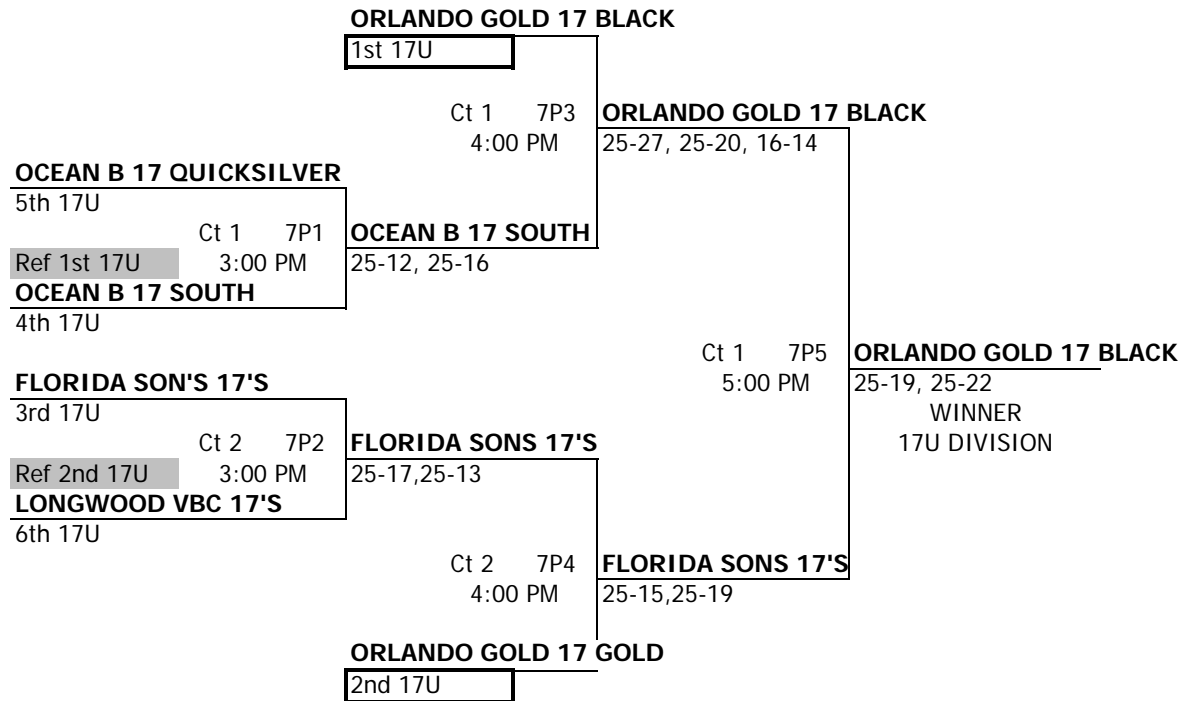 ORLANDO GOLD 17 BLACK
1st 17U
Ct 1 7P3 ORLANDO GOLD 17 BLACK
4:00 PM 25-27, 25-20, 16-14
OCEAN B 17 QUICKSILVER
5th 17U
Ct 1 7P1 OCEAN B 17 SOUTH
Ref 1st 17U 3:00 PM 25-12, 25-16
OCEAN B 17 SOUTH
4th 17U
Ct 1 7P5 ORLANDO GOLD 17 BLACK
FLORIDA SON'S 17'S 5:00 PM 25-19, 25-22
3rd 17U WINNER
Ct 2 7P2 FLORIDA SONS 17'S 17U DIVISION
Ref 2nd 17U 3:00 PM 25-17,25-13
LONGWOOD VBC 17'S
6th 17U
Ct 2 7P4 FLORIDA SONS 17'S
4:00 PM 25-15,25-19
ORLANDO GOLD 17 GOLD
2nd 17U